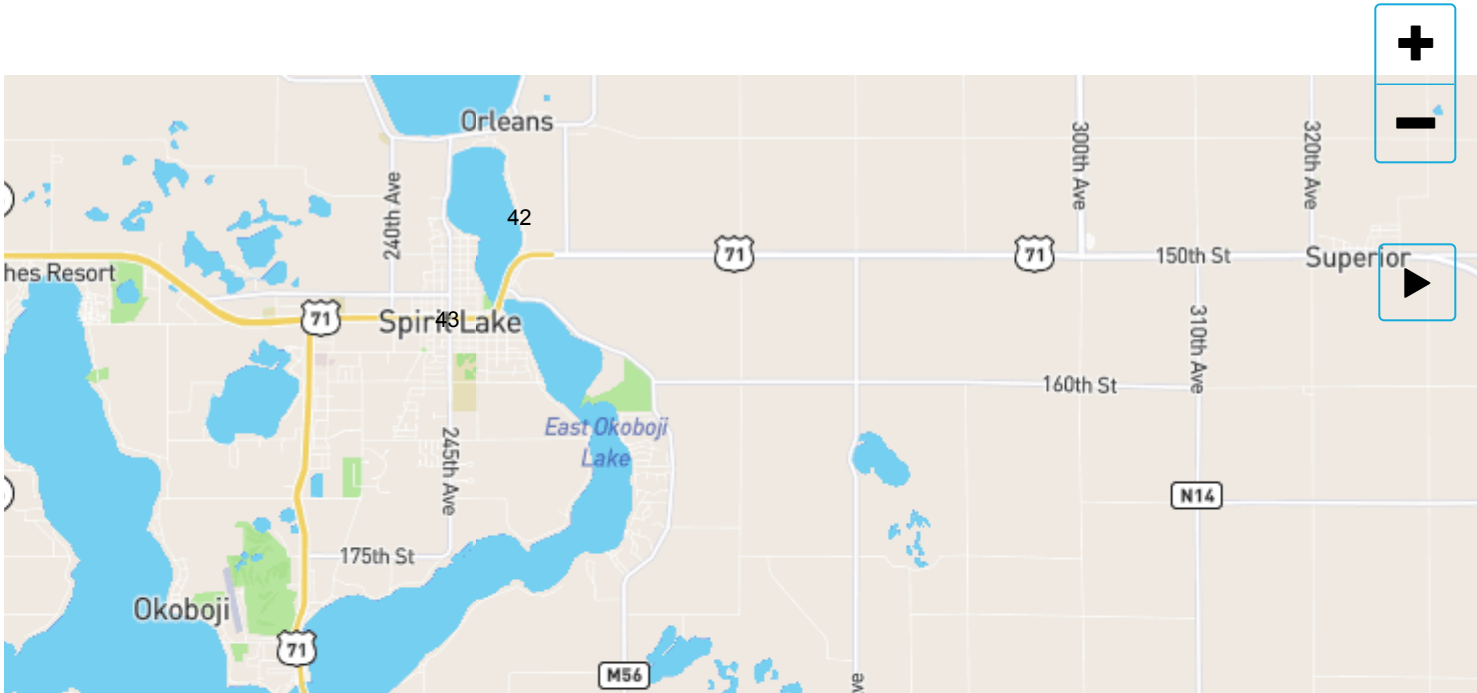 Orleans
300th Ave
320th Ave
240th Ave
42
71
71
150th St
Superior
hes Resort
71
Spirit Lake
43
310th Ave
160th St
East Okoboji
Lake
245th Ave
N14
175th St
Okoboji
71
M56